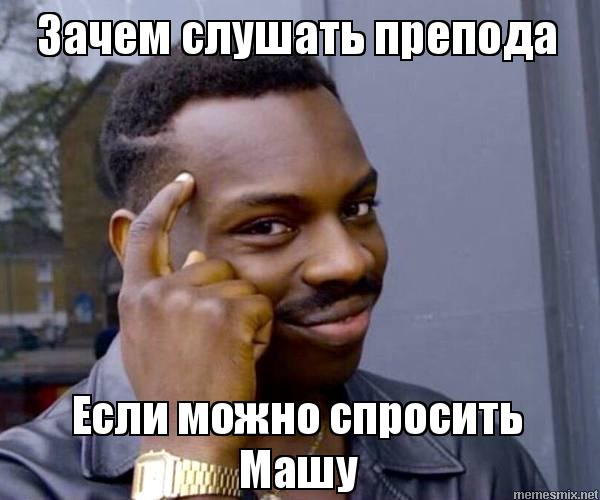 Зачем слушать препода
Если можно спросить
Машу
memesmix.net